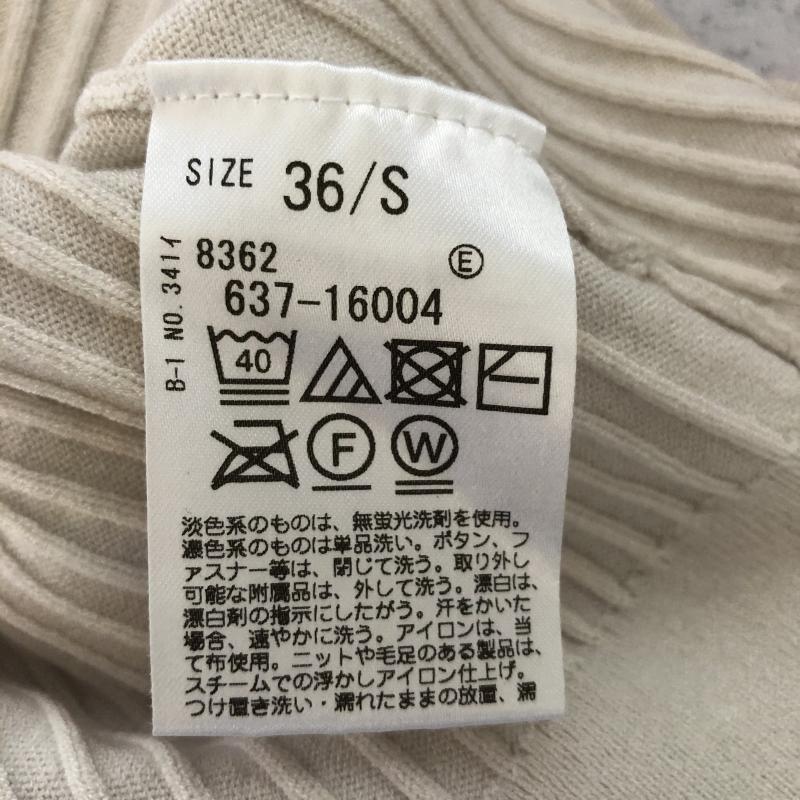 SIZE 36/S
8362 Ⓔ
637-16004
B-1 NO.3411
40
F W
淡色系のものは、無蛍光洗剤を使用。
濃色系のものは単品洗い。ボタン、フ
ァスナー等は、閉じて洗う。取り外し
可能な附属品は、外して洗う。漂白は、
漂白剤の指示にしたがう。汗をかいた
場合、速やかに洗う。アイロンは、当
て布使用。ニットや毛足のある製品は、
スチームでの浮かしアイロン仕上げ。
つけ置き洗い・濡れたままの放置、濡